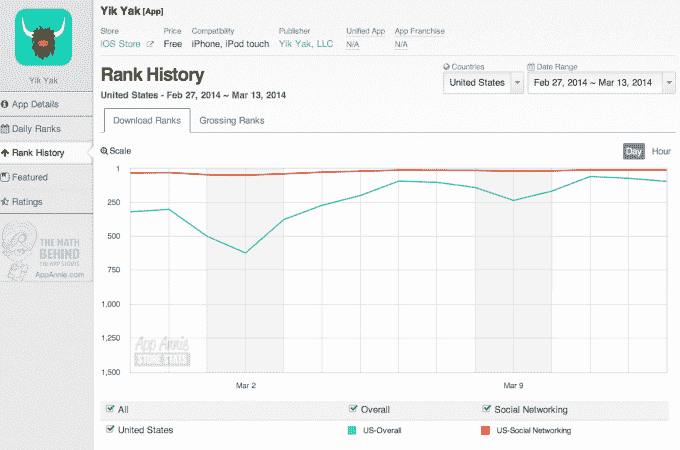 Yik Yak [App]
Store Price Compatibility Publisher Unified App App Franchise
iOS Store Free iPhone, iPod touch Yik Yak, LLC N/A N/A
Yik Yak
App Details
Daily Ranks
Rank History
Featured
Ratings
THE MATH
BEHIND
THE APP STORES
AppAnnie.com
Rank History
United States - Feb 27, 2014 ~ Mar 13, 2014
Countries Date Range
United States Feb 27, 2014 ~ Mar 13, 2014
Download Ranks Grossing Ranks
Scale Day Hour
1
250
500
750
1,000
1,250
1,500
App Annie
STORE STATS
Mar 2 Mar 9
All Overall Social Networking
United States US-Overall US-Social Networking